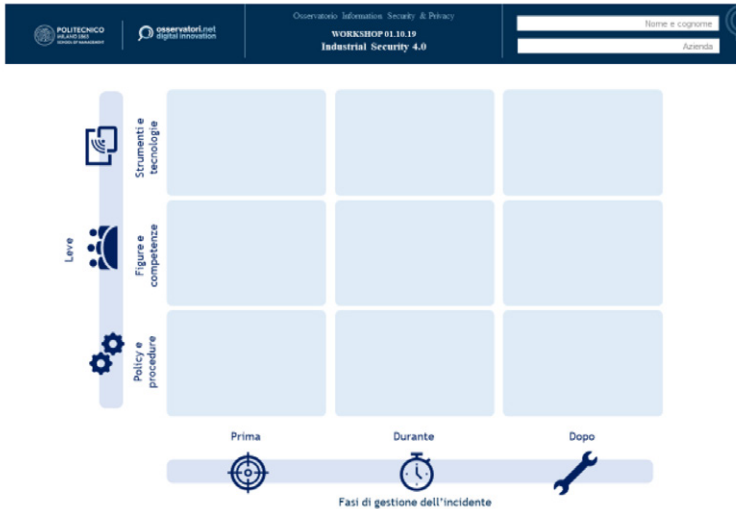 POLITECNICO
MILANO 1863
SCHOOL OF MANAGEMENT
osservatori.net
digital innovation
Osservatorio Information Security & Privacy
WORKSHOP 01.10.19
Industrial Security 4.0
Nome e cognome
Azienda
Leve
Strumenti e
tecnologie
Figure e
competenze
Policy e
procedure
Prima
Durante
Dopo
Fasi di gestione dell'incidente